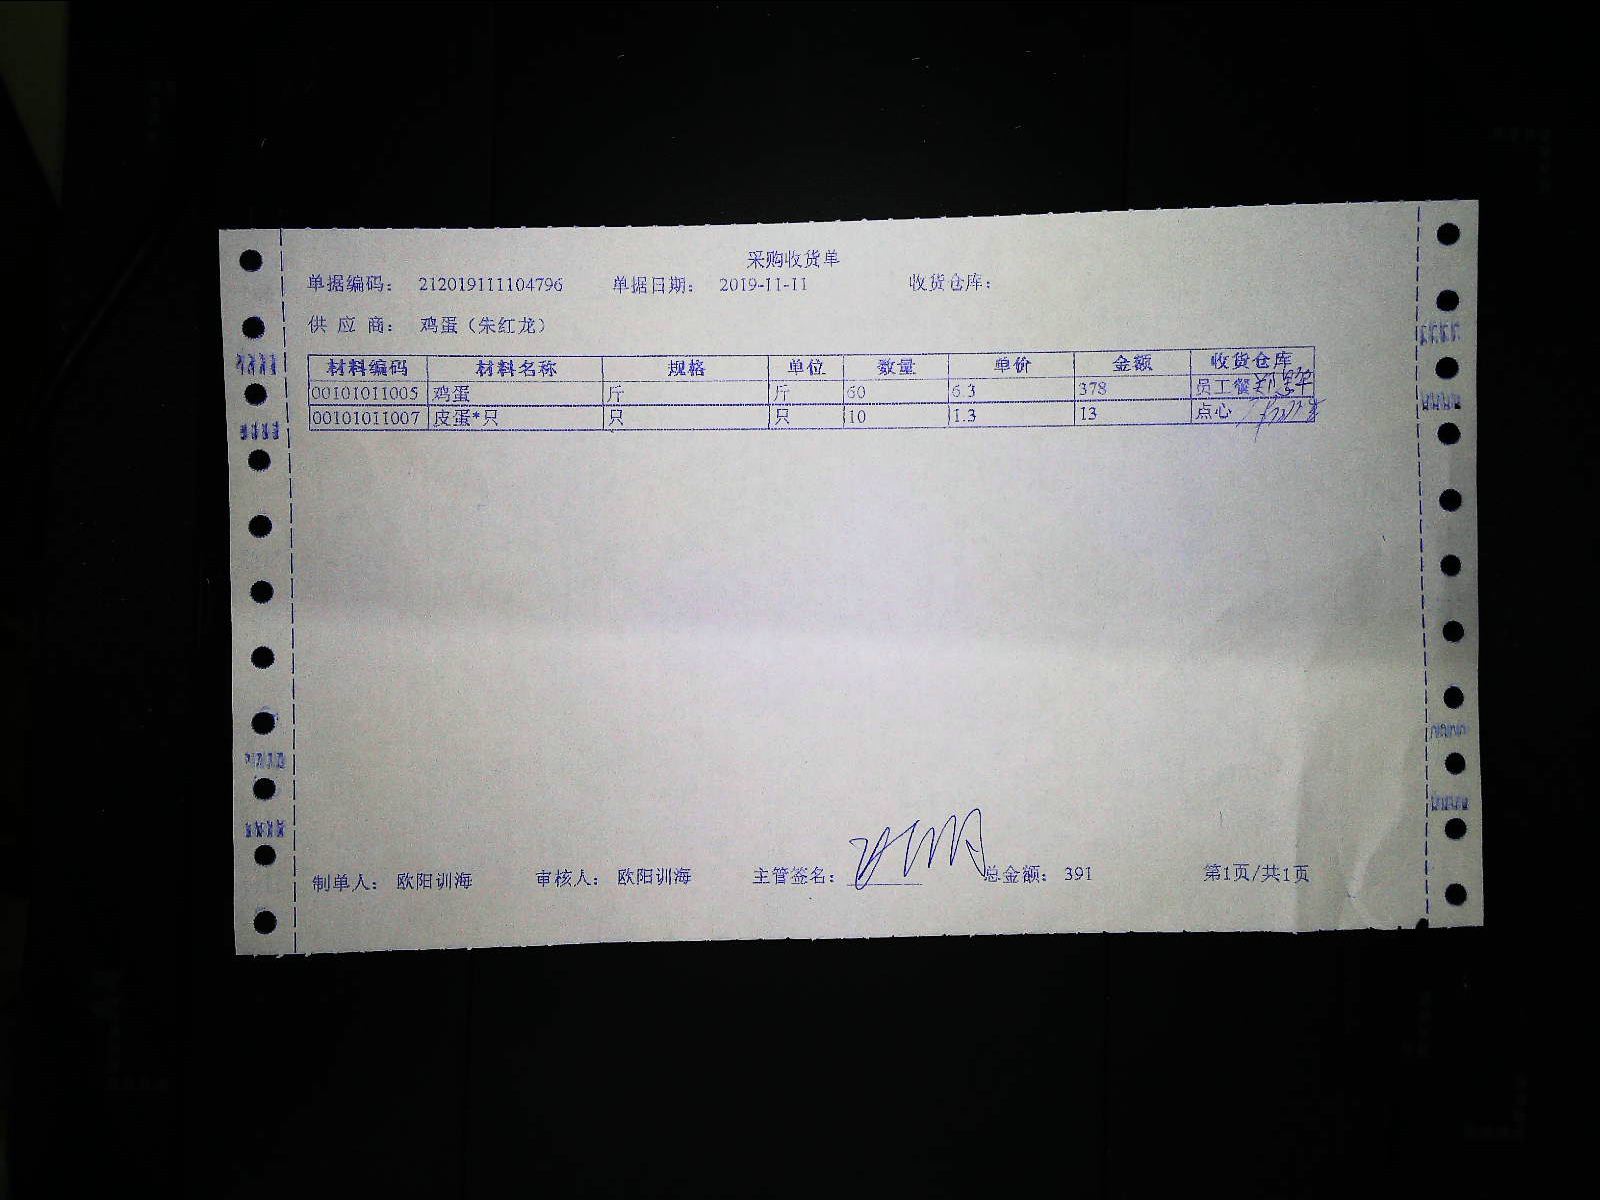 采购收货单
单据编码: 212019111104796 单据日期: 2019-11-11 收货仓库:
供 应 商: 鸡蛋（朱红龙）
材料编码 材料名称 规格 单位 数量 单价 金额 收货仓库
00101011005 鸡蛋 斤 斤 60 6.3 378 员工餐
00101011007 皮蛋*只 只 只 10 1.3 13 点心
制单人: 欧阳训海 审核人: 欧阳训海 主管签名: 总金额: 391 第1页/共1页